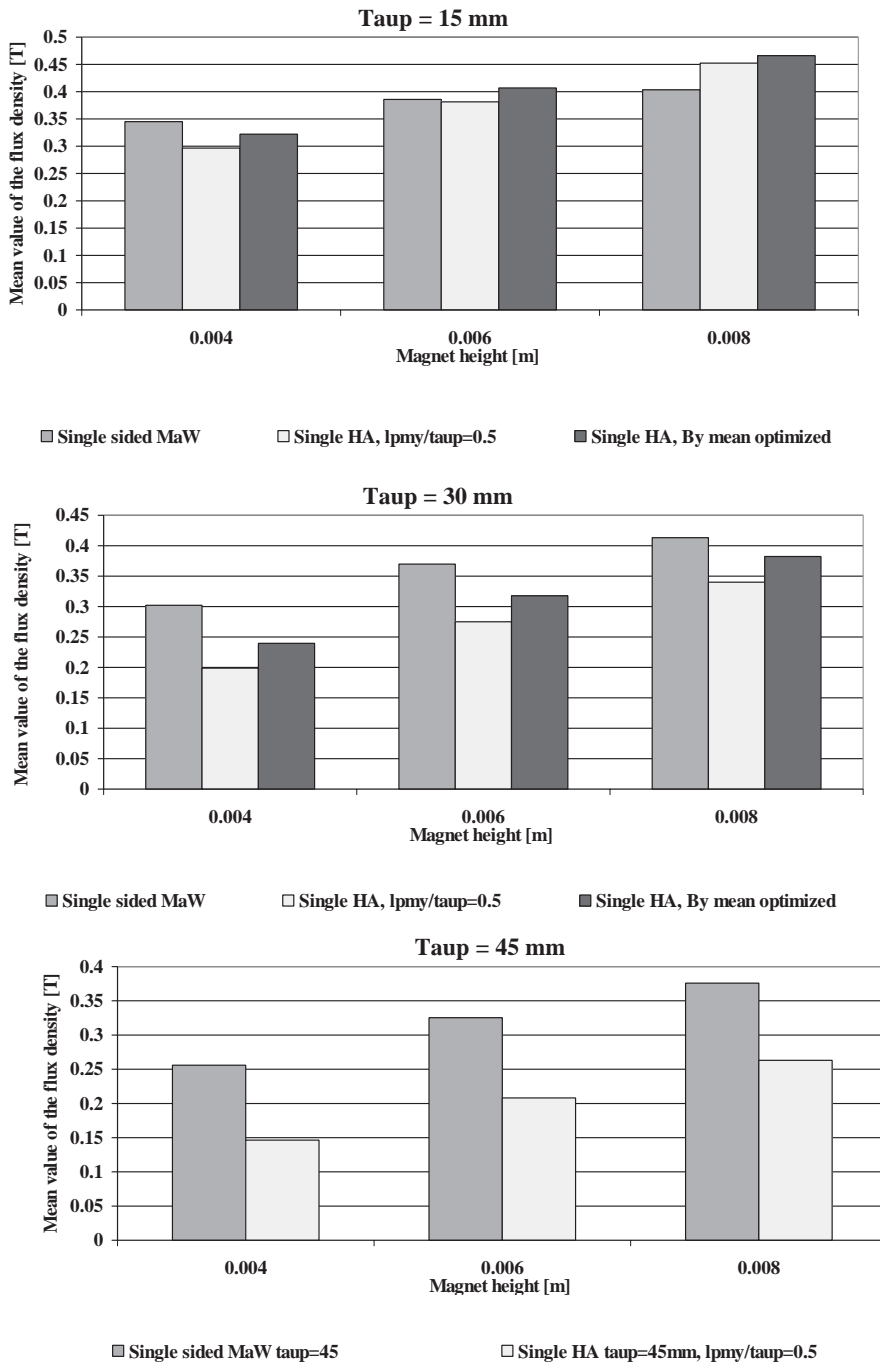 Taup = 15 mm
Mean value of the flux density [T]
0.5
0.45
0.4
0.35
0.3
0.25
0.2
0.15
0.1
0.05
0
0.004 0.006 0.008
Magnet height [m]
Single sided MaW Single HA, lpmy/taup=0.5 Single HA, By mean optimized
Taup = 30 mm
Mean value of the flux density [T]
0.45
0.4
0.35
0.3
0.25
0.2
0.15
0.1
0.05
0
0.004 0.006 0.008
Magnet height [m]
Single sided MaW Single HA, lpmy/taup=0.5 Single HA, By mean optimized
Taup = 45 mm
Mean value of the flux density [T]
0.4
0.35
0.3
0.25
0.2
0.15
0.1
0.05
0
0.004 0.006 0.008
Magnet height [m]
Single sided MaW taup=45 Single HA taup=45mm, lpmy/taup=0.5